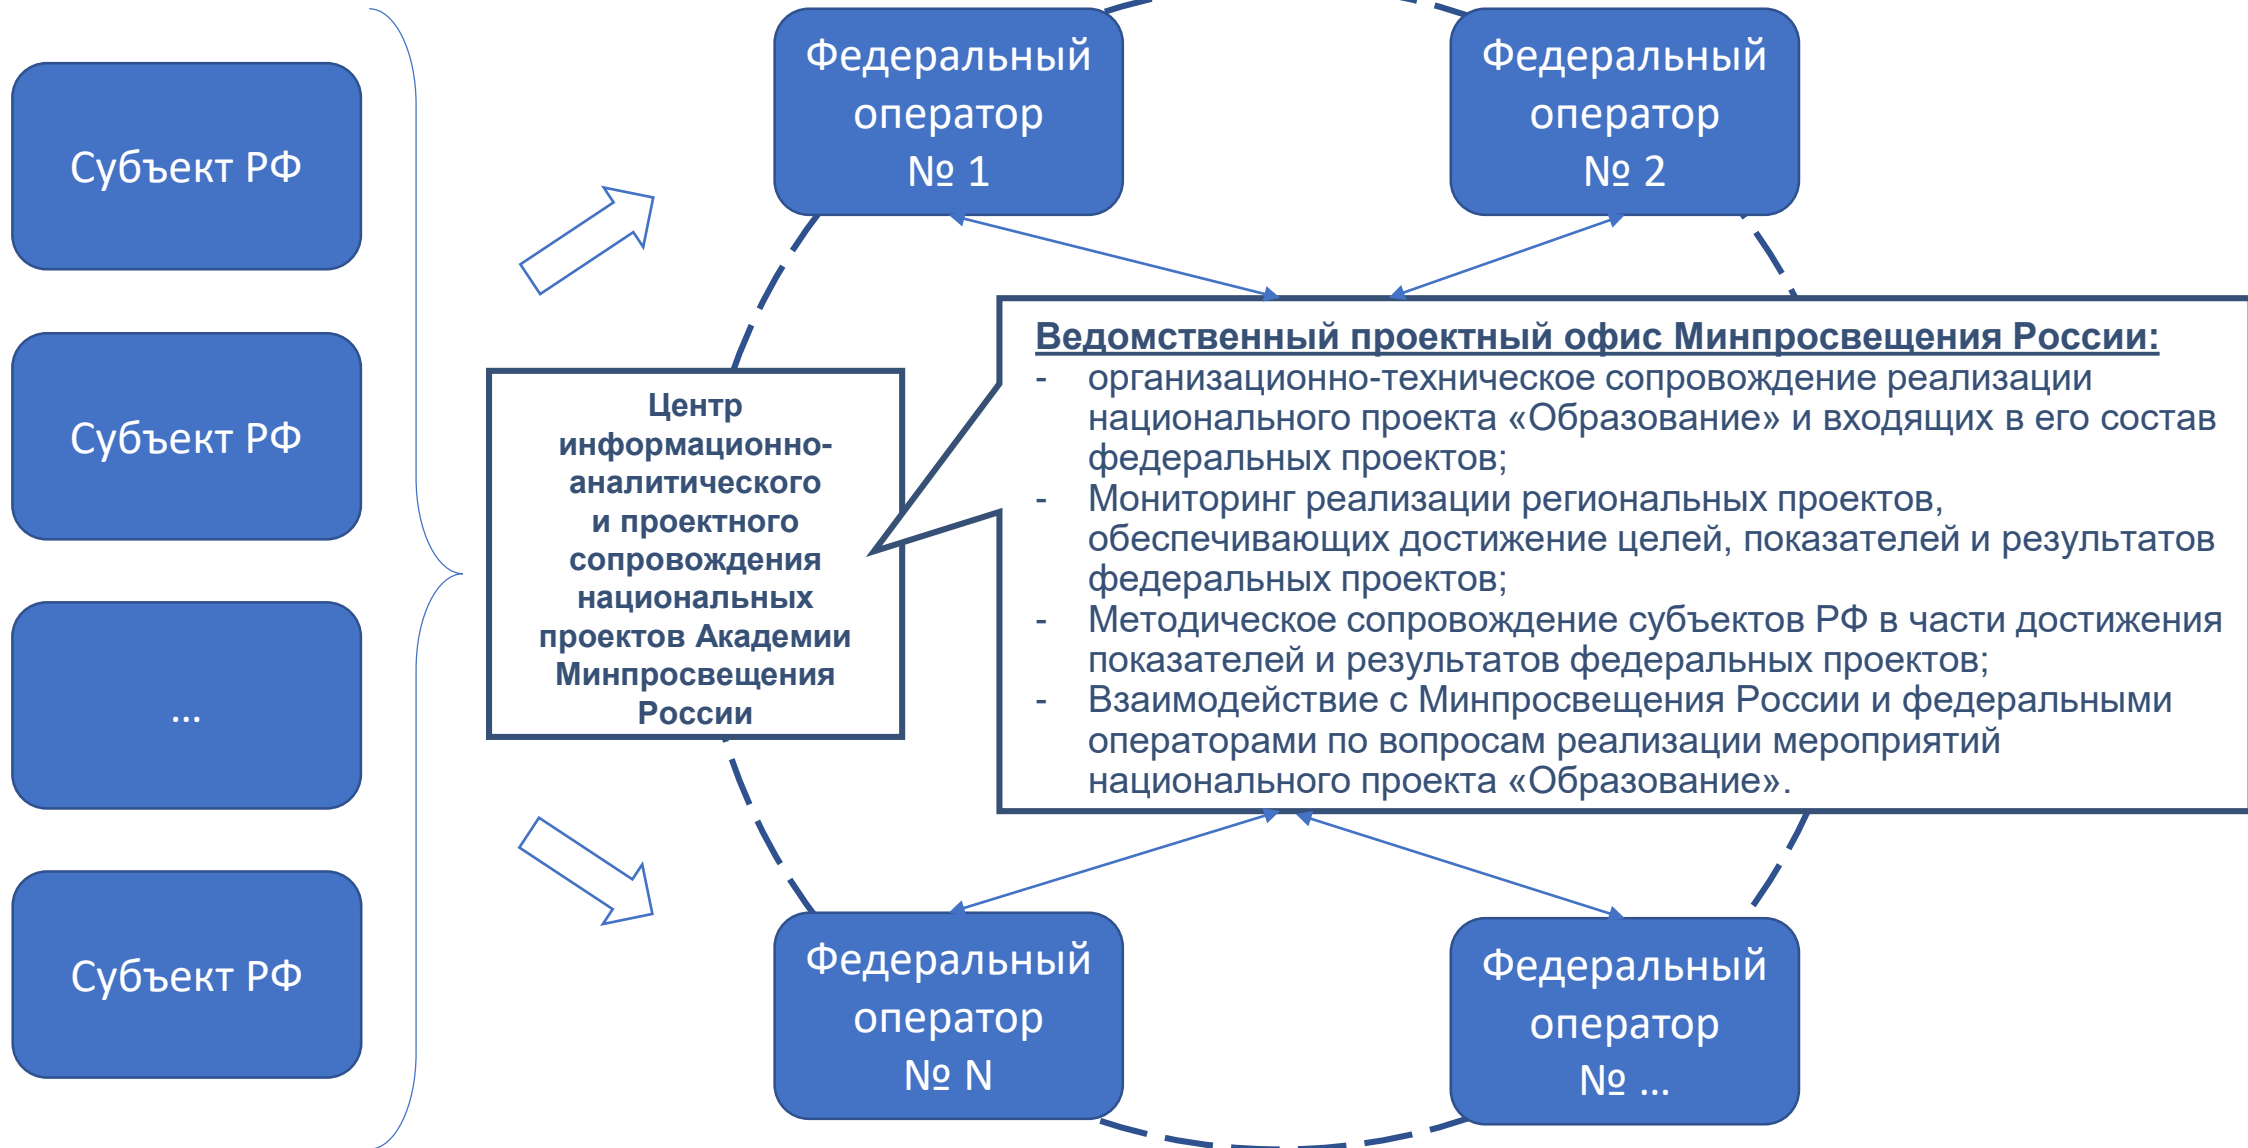 Субъект РФ
Субъект РФ
...
Субъект РФ
Федеральный
оператор
№ 1
Федеральный
оператор
№ 2
Центр
информационно-
аналитического
и проектного
сопровождения
национальных
проектов Академии
Минпросвещения
России
Ведомственный проектный офис Минпросвещения России:
- организационно-техническое сопровождение реализации
национального проекта «Образование» и входящих в его состав
федеральных проектов;
- Мониторинг реализации региональных проектов,
обеспечивающих достижение целей, показателей и результатов
федеральных проектов;
- Методическое сопровождение субъектов РФ в части достижения
показателей и результатов федеральных проектов;
- Взаимодействие с Минпросвещения России и федеральными
операторами по вопросам реализации мероприятий
национального проекта «Образование».
Федеральный
оператор
№ N
Федеральный
оператор
№ ...